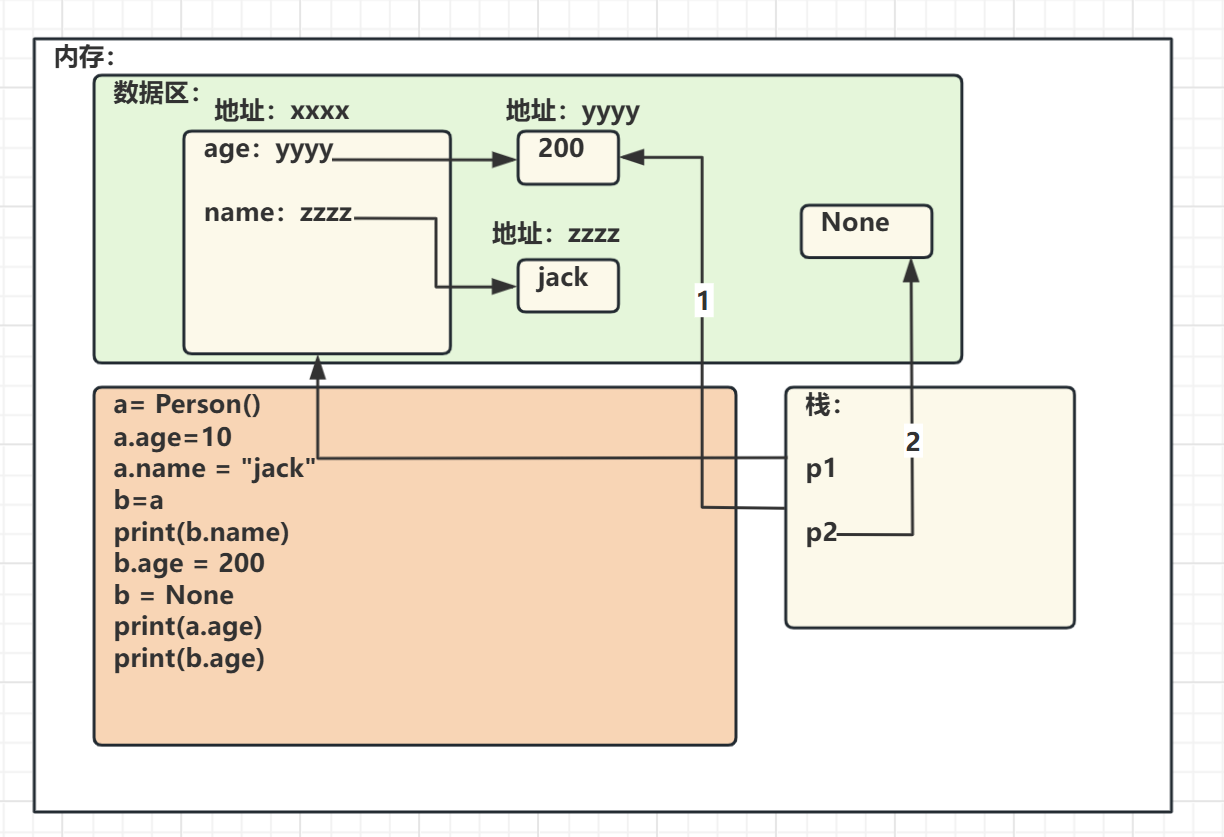 内存：
数据区：
地址：xxxx
地址：yyyy
age：yyyy
200
name：zzzz
None
地址：zzzz
jack
1
a= Person()
a.age=10
a.name = "jack"
b=a
print(b.name)
b.age = 200
b = None
print(a.age)
print(b.age)
栈：
2
p1
p2